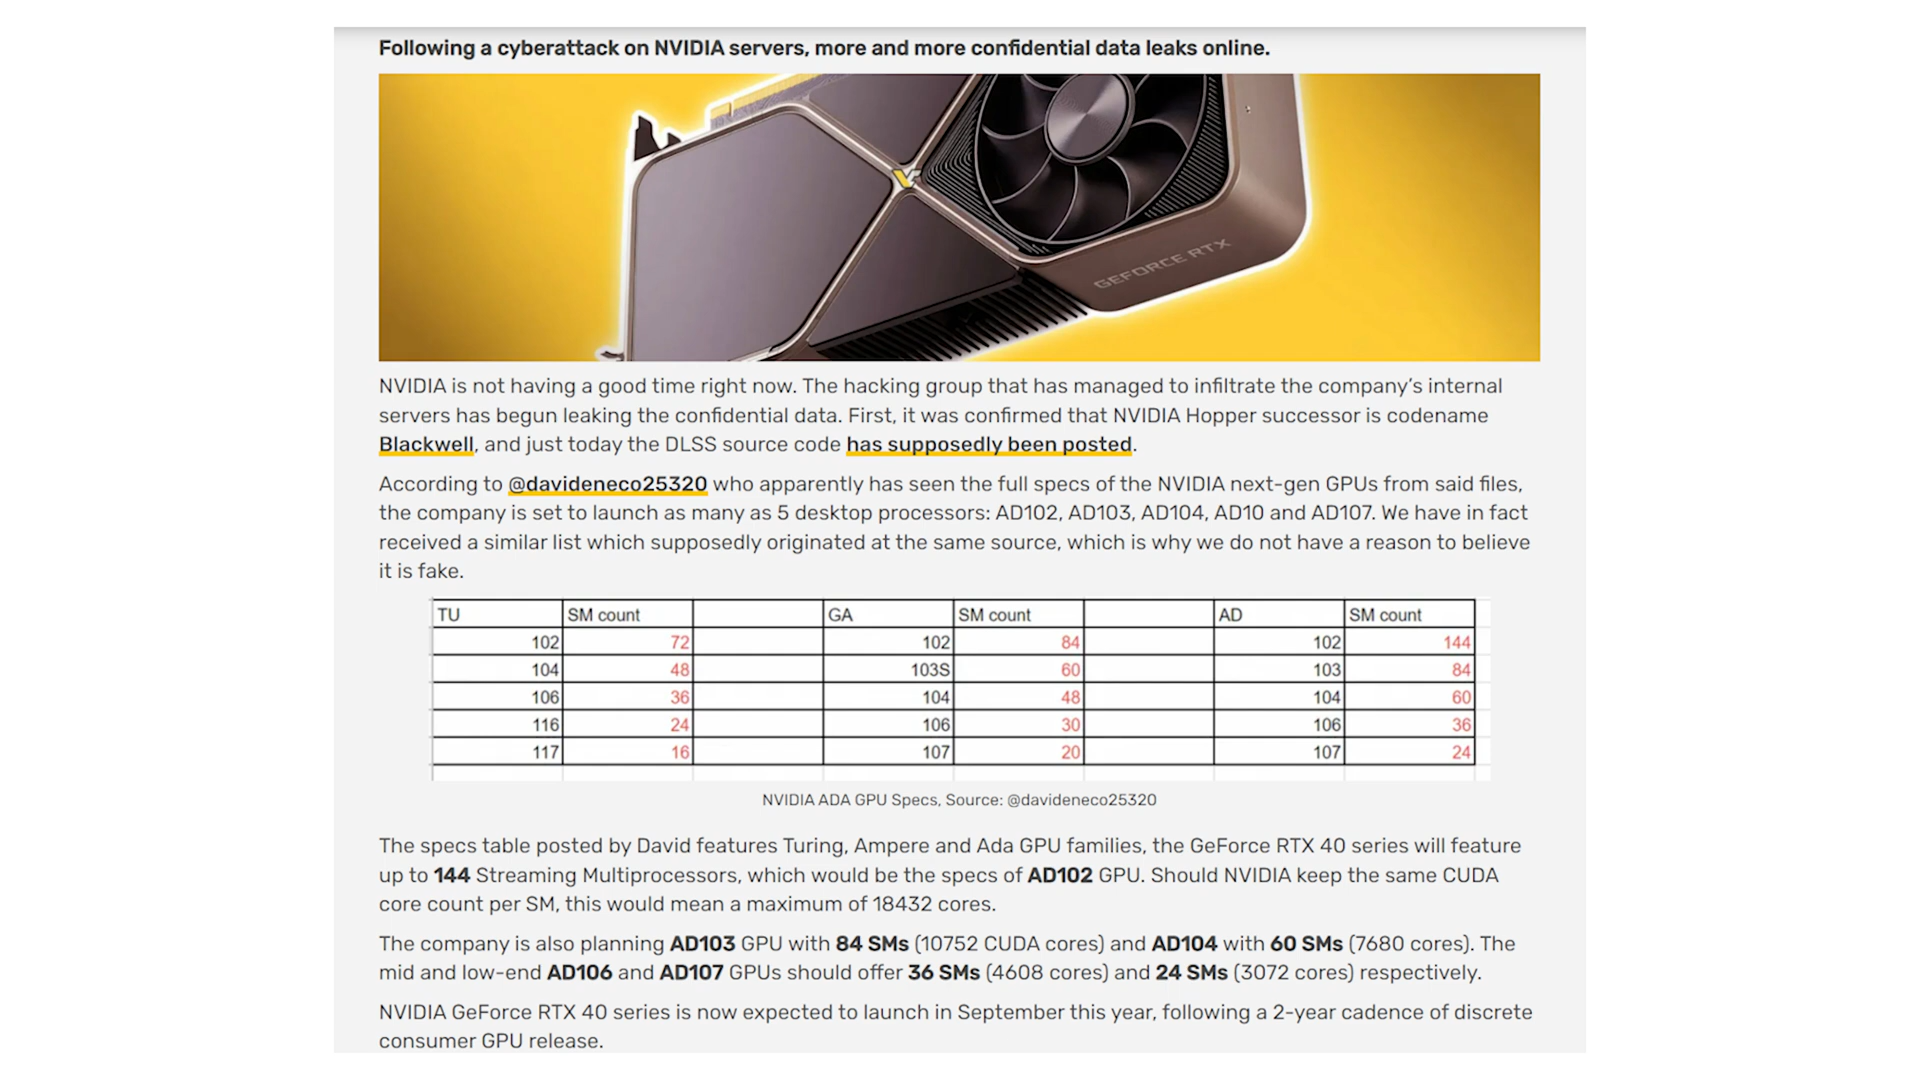 Following a cyberattack on NVIDIA servers, more and more confidential data leaks online.
GEFORCE RTX
NVIDIA is not having a good time right now. The hacking group that has managed to infiltrate the company's internal
servers has begun leaking the confidential data. First, it was confirmed that NVIDIA Hopper successor is codename
Blackwell, and just today the DLSS source code has supposedly been posted.
According to @davideneco25320 who apparently has seen the full specs of the NVIDIA next-gen GPUs from said files,
the company is set to launch as many as 5 desktop processors: AD102, AD103, AD104, AD10 and AD107. We have in fact
received a similar list which supposedly originated at the same source, which is why we do not have a reason to believe
it is fake.
TU SM count GA SM count AD SM count
102 72 102 84 102 144
104 48 103S 60 103 84
106 36 104 48 104 60
116 24 106 30 106 36
117 16 107 20 107 24
NVIDIA ADA GPU Specs, Source: @davideneco25320
The specs table posted by David features Turing, Ampere and Ada GPU families, the GeForce RTX 40 series will feature
up to 144 Streaming Multiprocessors, which would be the specs of AD102 GPU. Should NVIDIA keep the same CUDA
core count per SM, this would mean a maximum of 18432 cores.
The company is also planning AD103 GPU with 84 SMs (10752 CUDA cores) and AD104 with 60 SMs (7680 cores). The
mid and low-end AD106 and AD107 GPUs should offer 36 SMs (4608 cores) and 24 SMs (3072 cores) respectively.
NVIDIA GeForce RTX 40 series is now expected to launch in September this year, following a 2-year cadence of discrete
consumer GPU release.